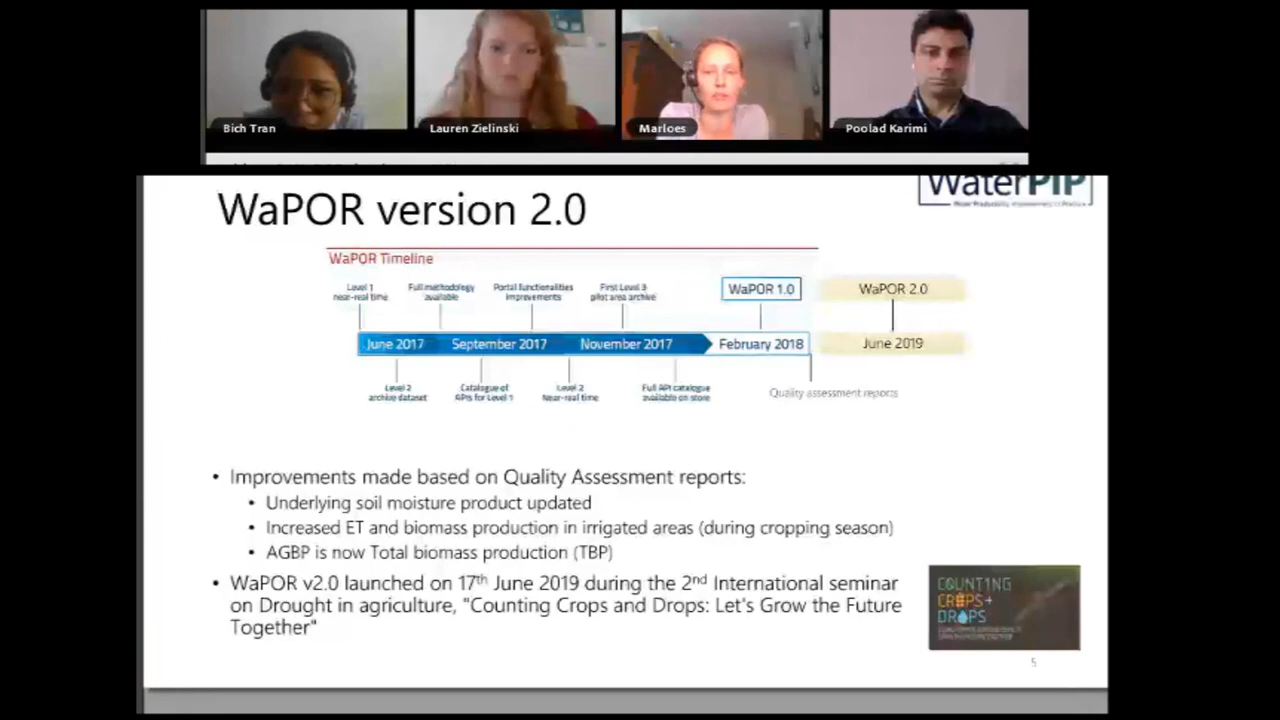 Bich Tran
Lauren Zielinski
Marloes
Poolad Karimi
WaterPIP
WaPOR version 2.0
WaPOR Timeline
Level 1
near-real time
Full methodology
available
Portal functionalities
improvements
First Level 3
pilot area archive
WaPOR 1.0
WaPOR 2.0
June 2017
September 2017
November 2017
February 2018
June 2019
Level 2
archive dataset
Catalogue of
APIs for Level 1
Level 2
Near-real time
Full API catalogue
available on store
Quality assessment reports
• Improvements made based on Quality Assessment reports:
• Underlying soil moisture product updated
• Increased ET and biomass production in irrigated areas (during cropping season)
• AGBP is now Total biomass production (TBP)
• WaPOR v2.0 launched on 17th June 2019 during the 2nd International seminar
on Drought in agriculture, "Counting Crops and Drops: Let's Grow the Future
Together"
COUNT1NG
CROPS+
DROPS
5